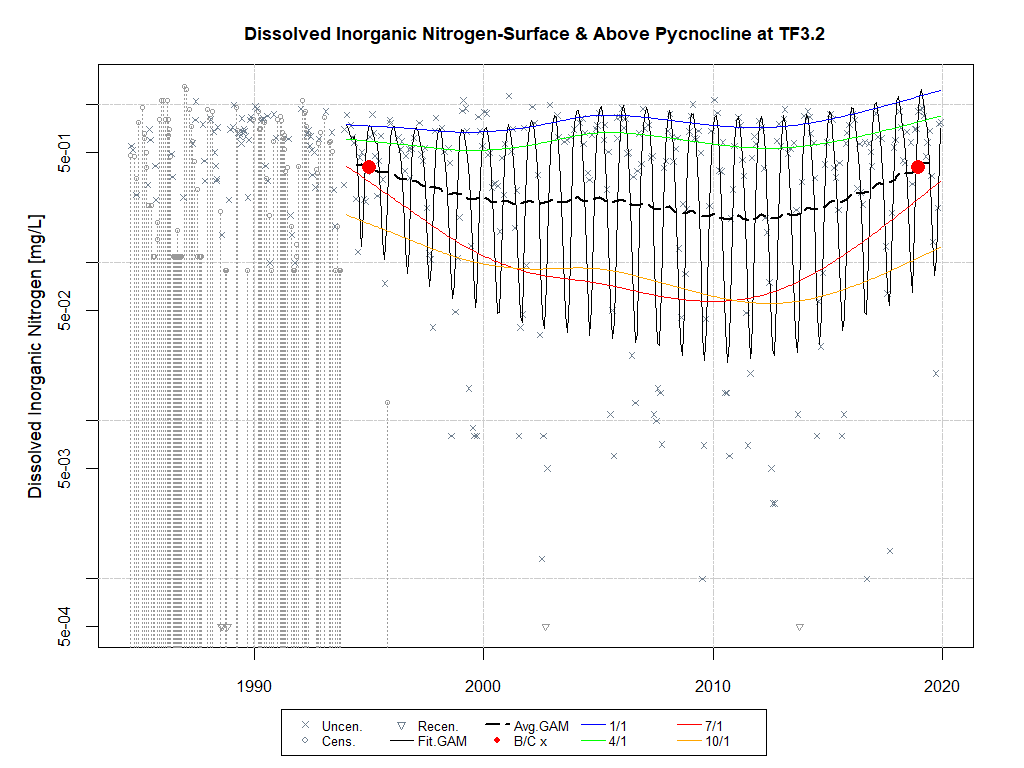 Dissolved Inorganic Nitrogen-Surface & Above Pycnocline at TF3.2
Dissolved Inorganic Nitrogen [mg/L]
5e-01
5e-02
5e-03
5e-04
1990 2000 2010 2020
Uncen. Recen. Avg.GAM 1/1 7/1
Cens. Fit.GAM B/C x 4/1 10/1